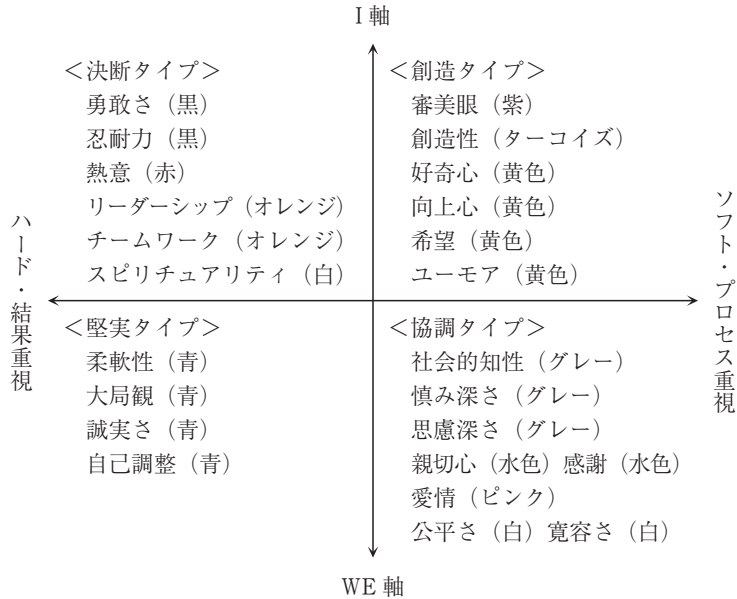 I 軸
＜決断タイプ＞
勇敢さ（黒）
忍耐力（黒）
熱意（赤）
リーダーシップ（オレンジ）
チームワーク（オレンジ）
スピリチュアリティ（白）
＜創造タイプ＞
審美眼（紫）
創造性（ターコイズ）
好奇心（黄色）
向上心（黄色）
希望（黄色）
ユーモア（黄色）
ハード・結果重視
ソフト・プロセス重視
＜堅実タイプ＞
柔軟性（青）
大局観（青）
誠実さ（青）
自己調整（青）
＜協調タイプ＞
社会的知性（グレー）
慎み深さ（グレー）
思慮深さ（グレー）
親切心（水色）感謝（水色）
愛情（ピンク）
公平さ（白）寛容さ（白）
WE 軸